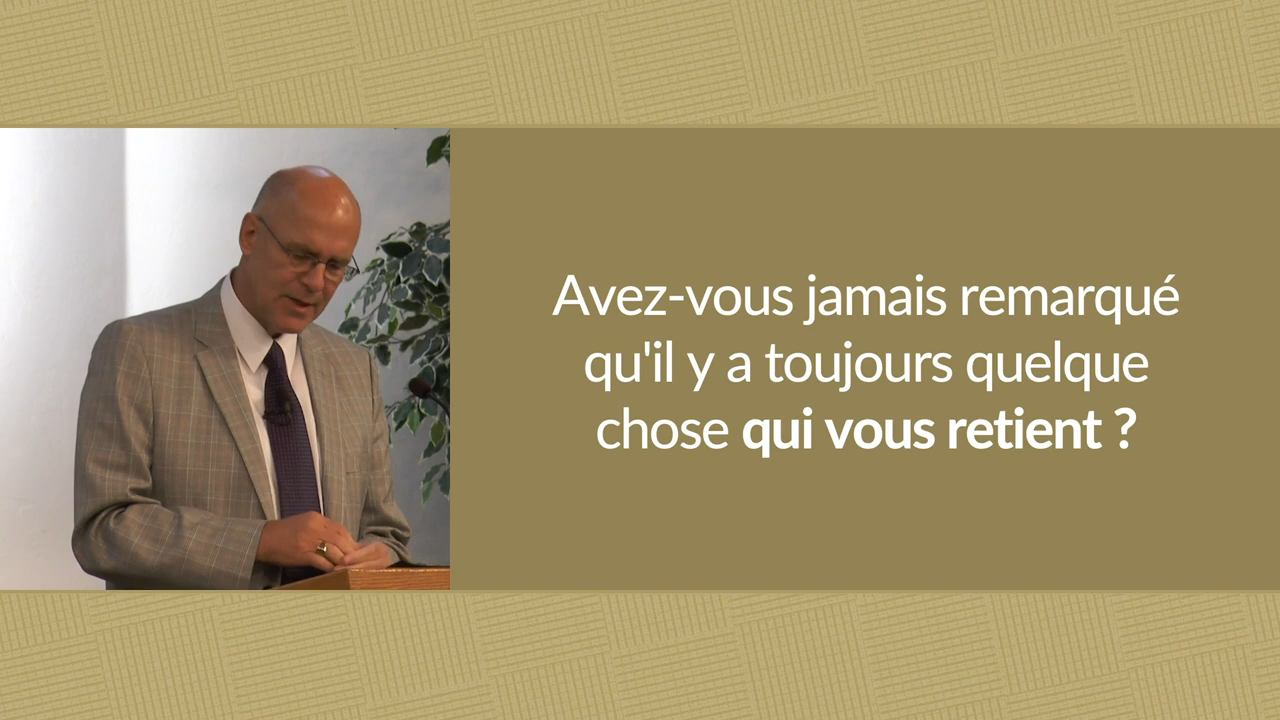 Avez-vous jamais remarqué
qu'il y a toujours quelque
chose qui vous retient ?